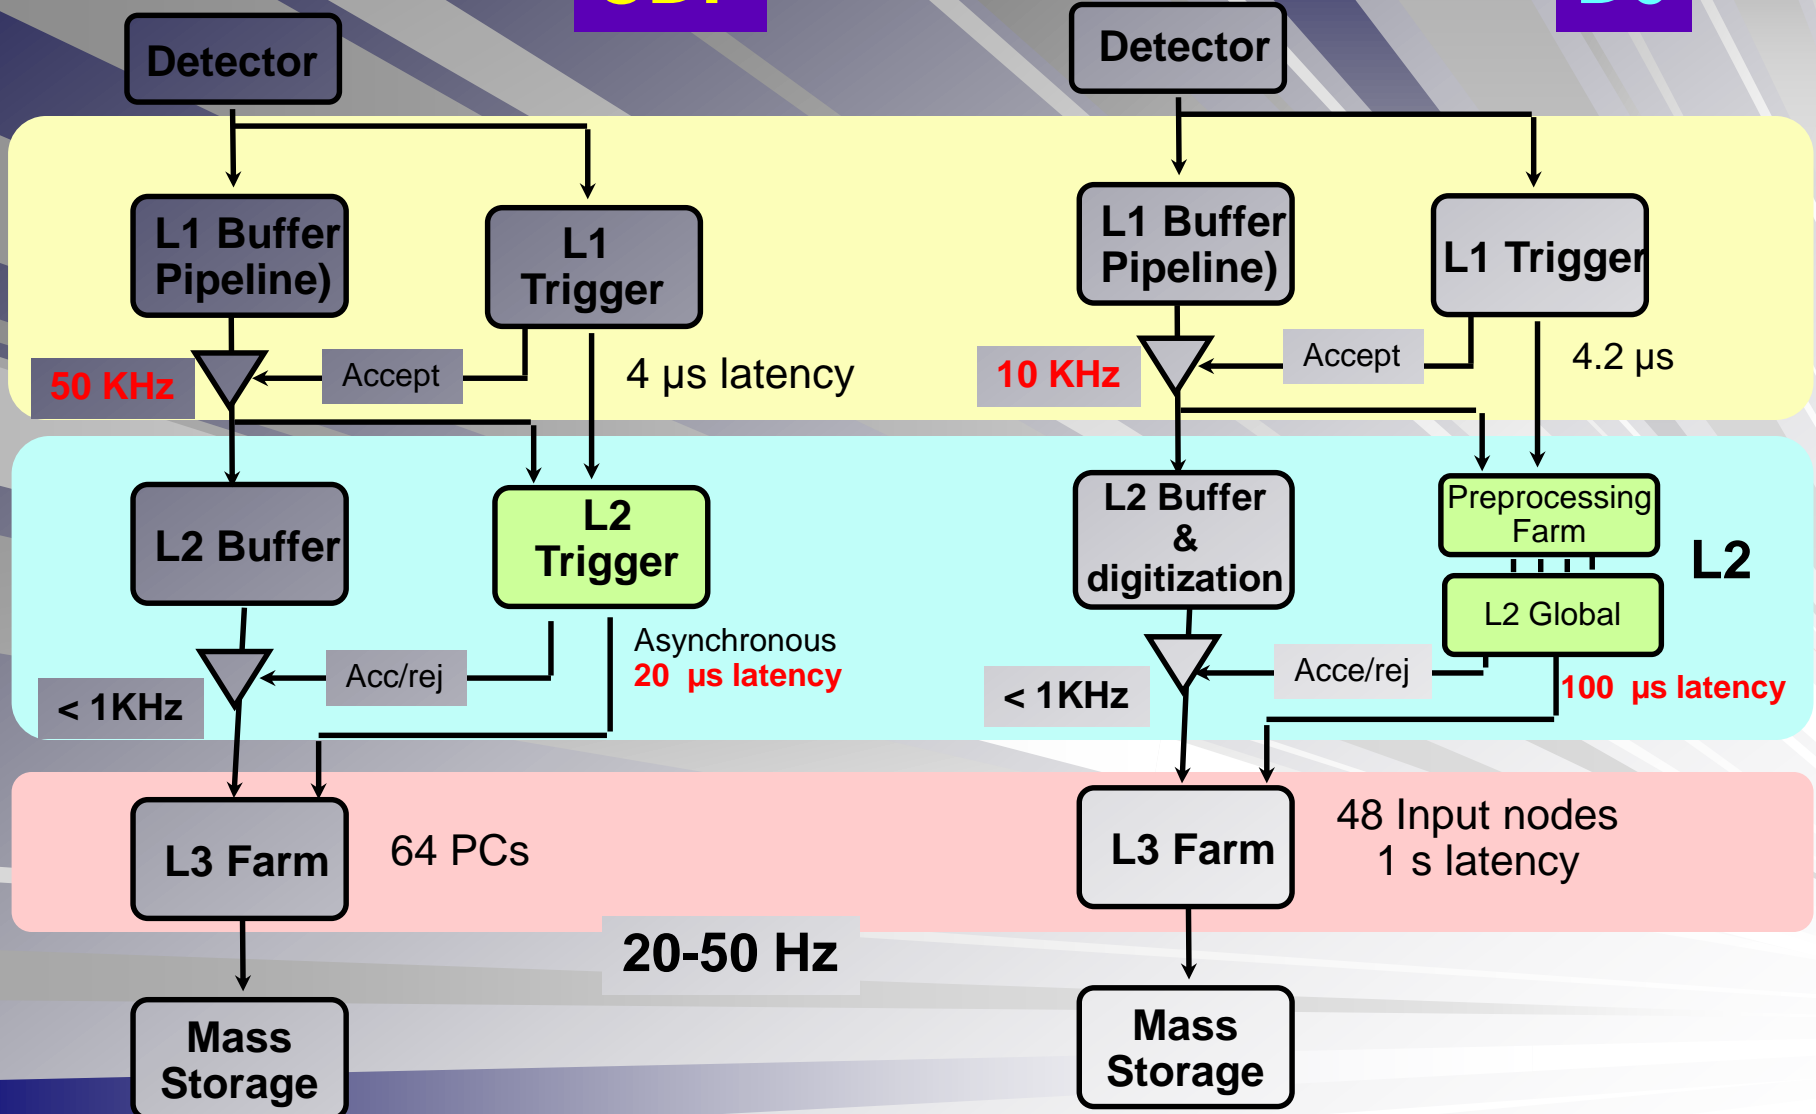 Detector
L1 Buffer
Pipeline)
L1
Trigger
50 KHz
Accept
4 µs latency
L2 Buffer
L2
Trigger
Asynchronous
20 µs latency
Acc/rej
< 1KHz
L3 Farm
64 PCs
20-50 Hz
Mass
Storage
Detector
L1 Buffer
Pipeline)
L1 Trigger
10 KHz
Accept
4.2 µs
L2 Buffer
&
digitization
Preprocessing
Farm
L2
L2 Global
Acce/rej
100 µs latency
< 1KHz
L3 Farm
48 Input nodes
1 s latency
Mass
Storage